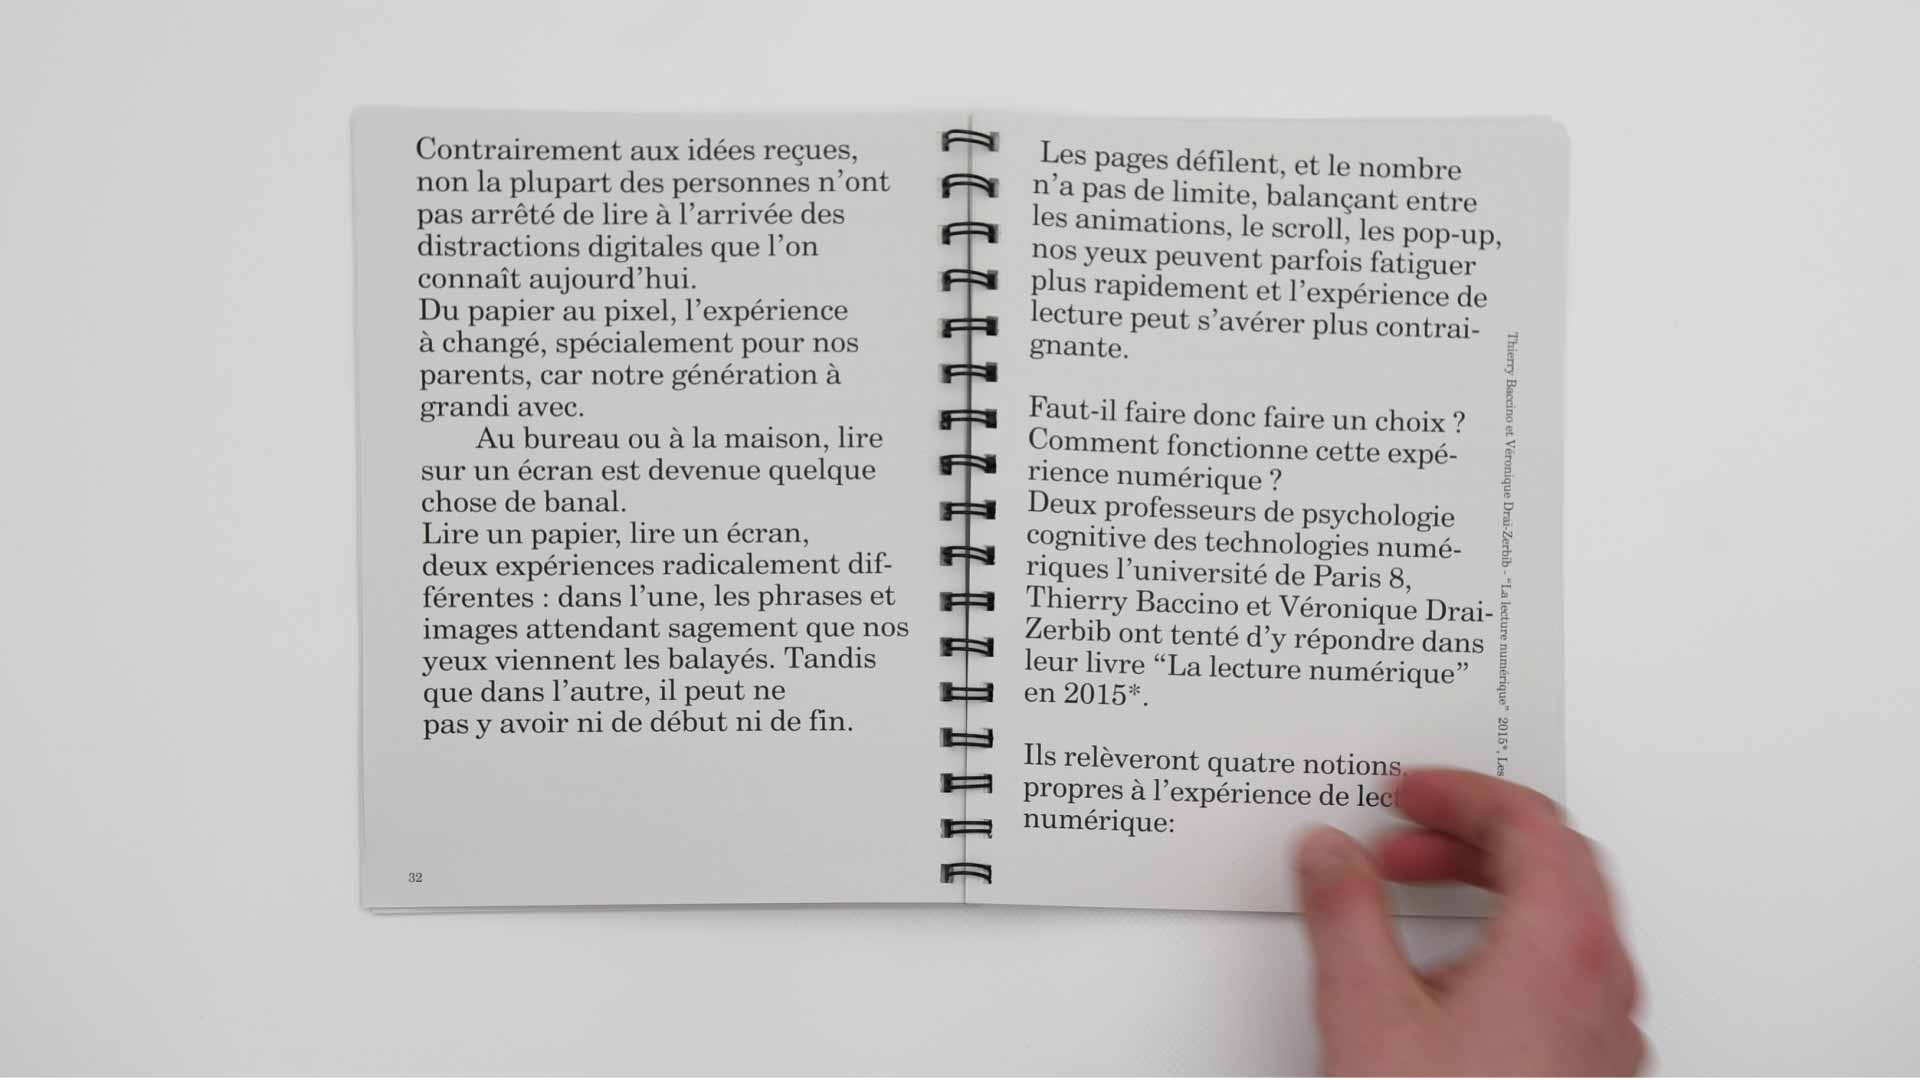 Contrairement aux idées reçues,
non la plupart des personnes n’ont
pas arrêté de lire à l’arrivée des
distractions digitales que l’on
connaît aujourd’hui.
Du papier au pixel, l’expérience
à changé, spécialement pour nos
parents, car notre génération à
grandi avec.
Au bureau ou à la maison, lire
sur un écran est devenue quelque
chose de banal.
Lire un papier, lire un écran,
deux expériences radicalement dif-
férentes : dans l’une, les phrases et
images attendant sagement que nos
yeux viennent les balayés. Tandis
que dans l’autre, il peut ne
pas y avoir ni de début ni de fin.
32
Les pages défilent, et le nombre
n’a pas de limite, balançant entre
les animations, le scroll, les pop-up,
nos yeux peuvent parfois fatiguer
plus rapidement et l’expérience de
lecture peut s’avérer plus contrai-
gnante.
Faut-il faire donc faire un choix ?
Comment fonctionne cette expé-
rience numérique ?
Deux professeurs de psychologie
cognitive des technologies numé-
riques l’université de Paris 8,
Thierry Baccino et Véronique Drai-
Zerbib ont tenté d’y répondre dans
leur livre “La lecture numérique”
en 2015*.
Ils relèveront quatre notions,
propres à l’expérience de
numérique:
Thierry Baccino et Véronique Drai-Zerbib - “La lecture numérique” 2015*, Les